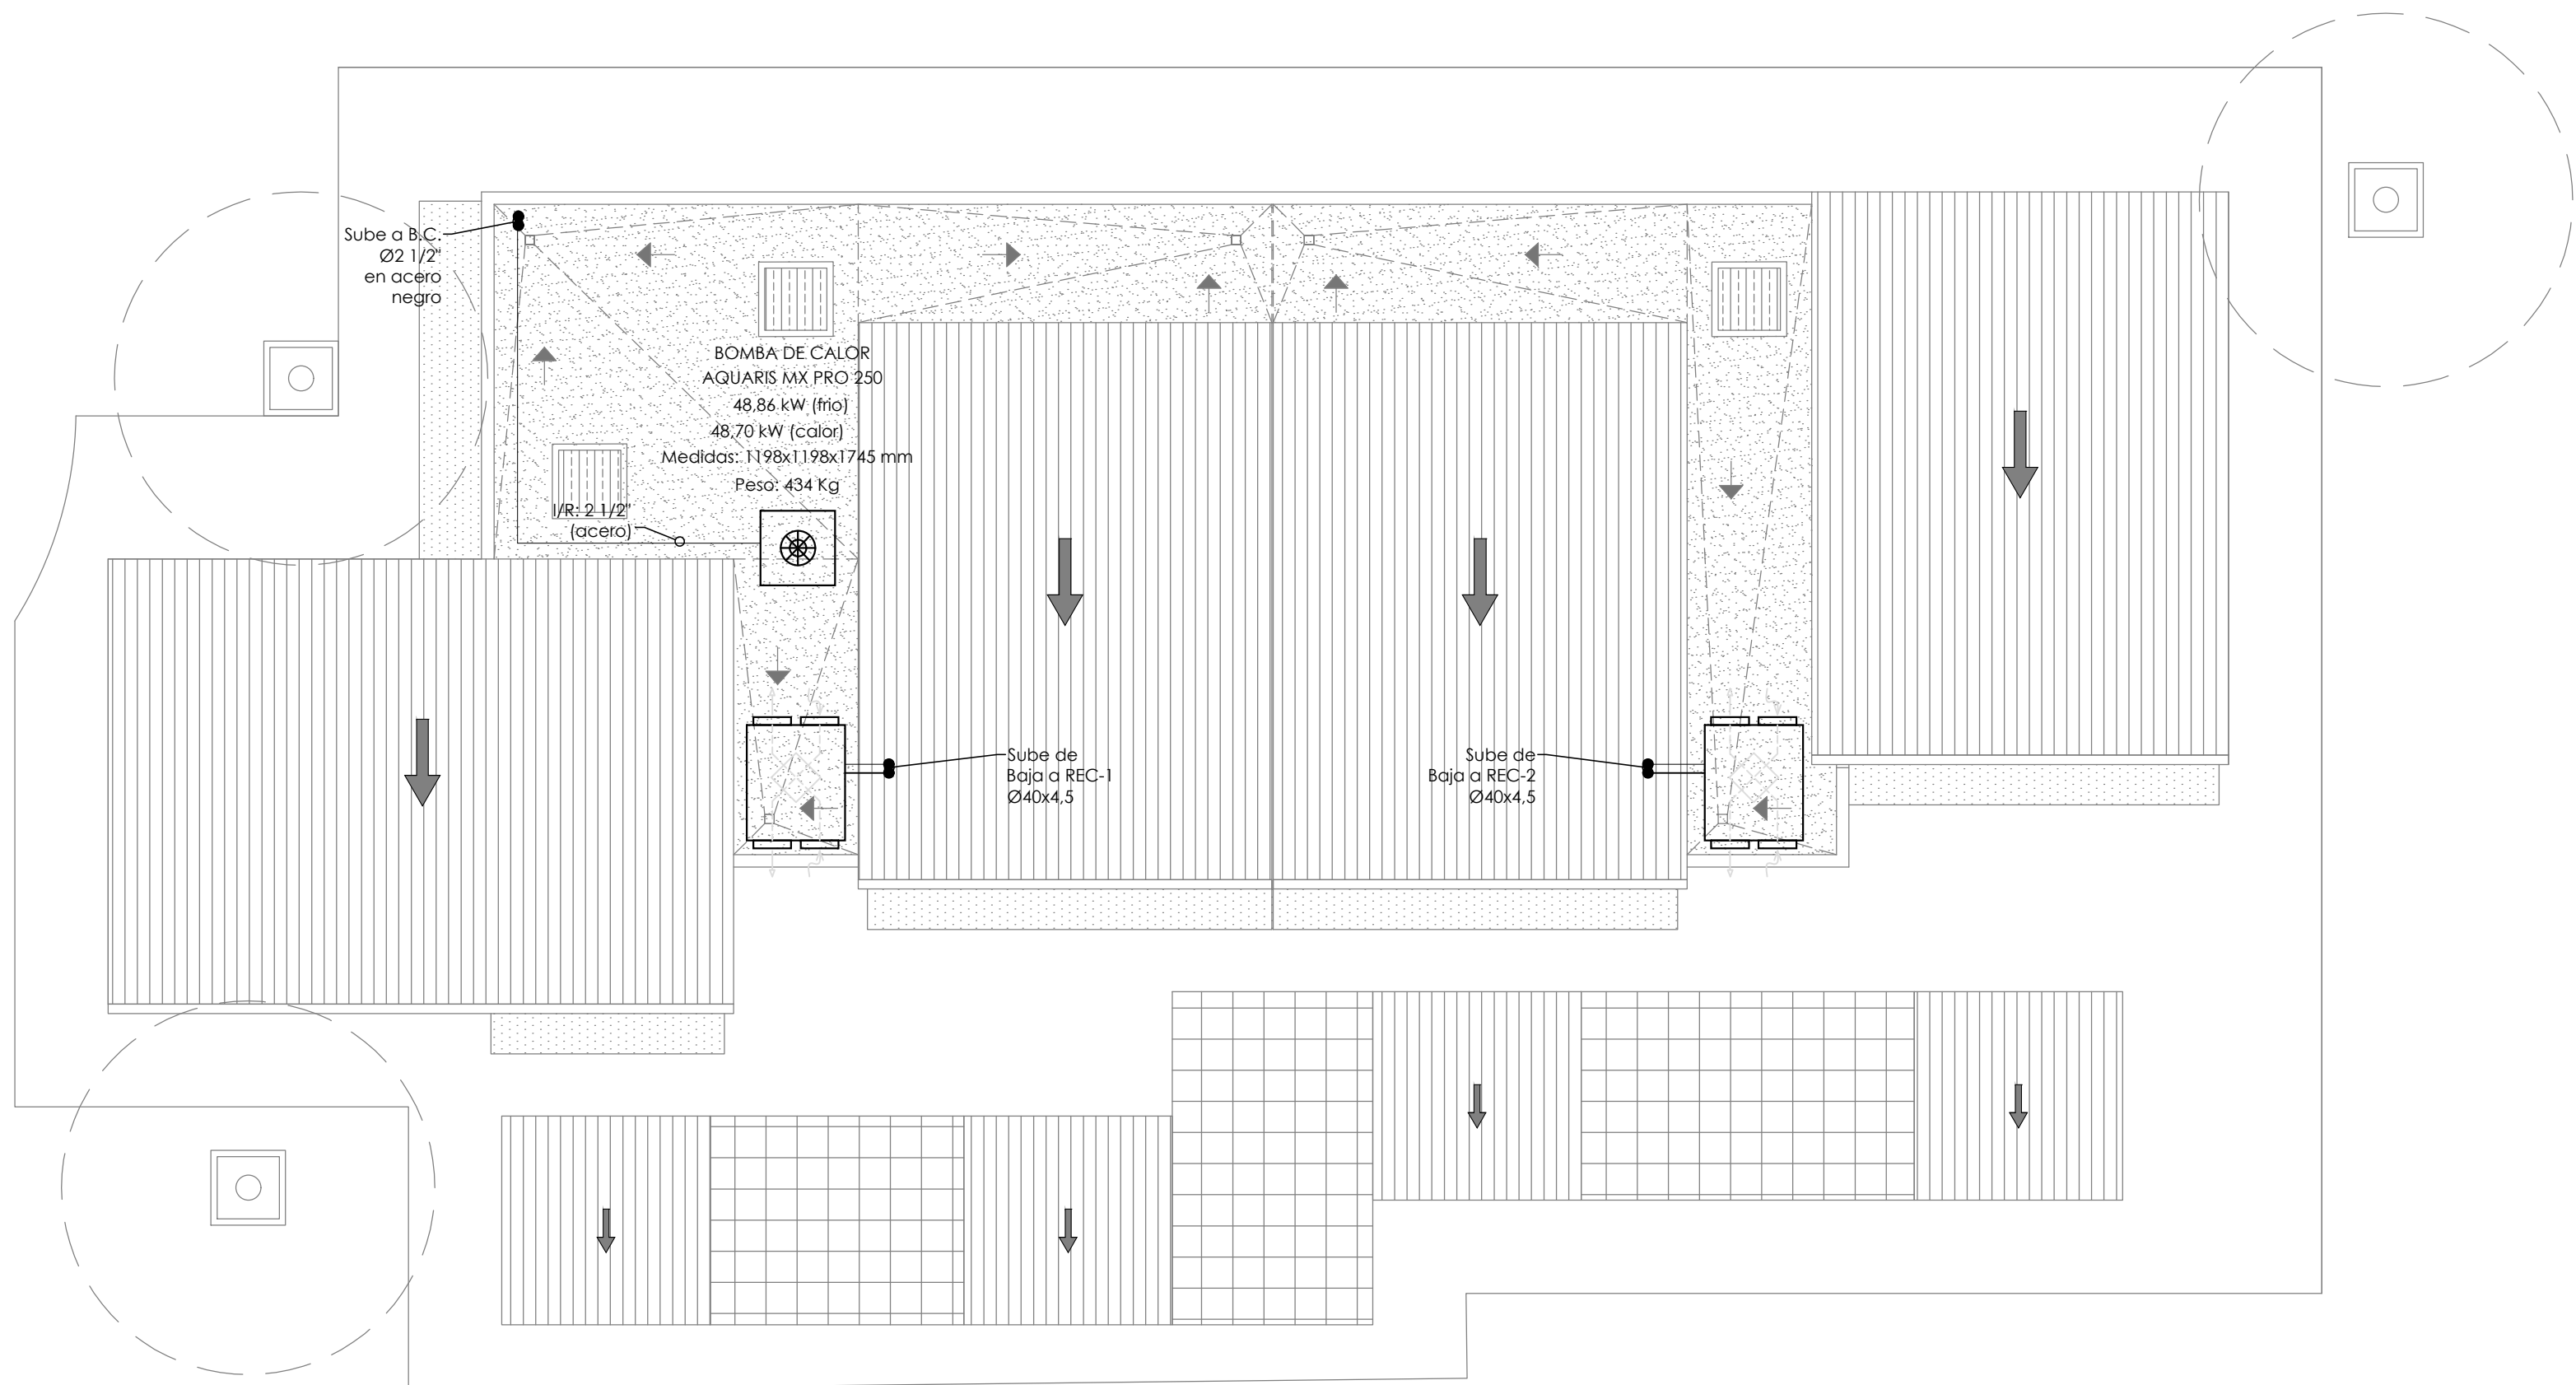 Sube a B.C.
Ø2 1/2"
en acero
negro
BOMBA DE CALOR
AQUARIS MX PRO 250
48,86 kW (frio)
48,70 kW (calor)
Medidas: 1198x1198x1745 mm
Peso: 434 Kg
I/R: 2 1/2"
(acero)
Sube de
Baja a REC-1
Ø40x4,5
Sube de
Baja a REC-2
Ø40x4,5